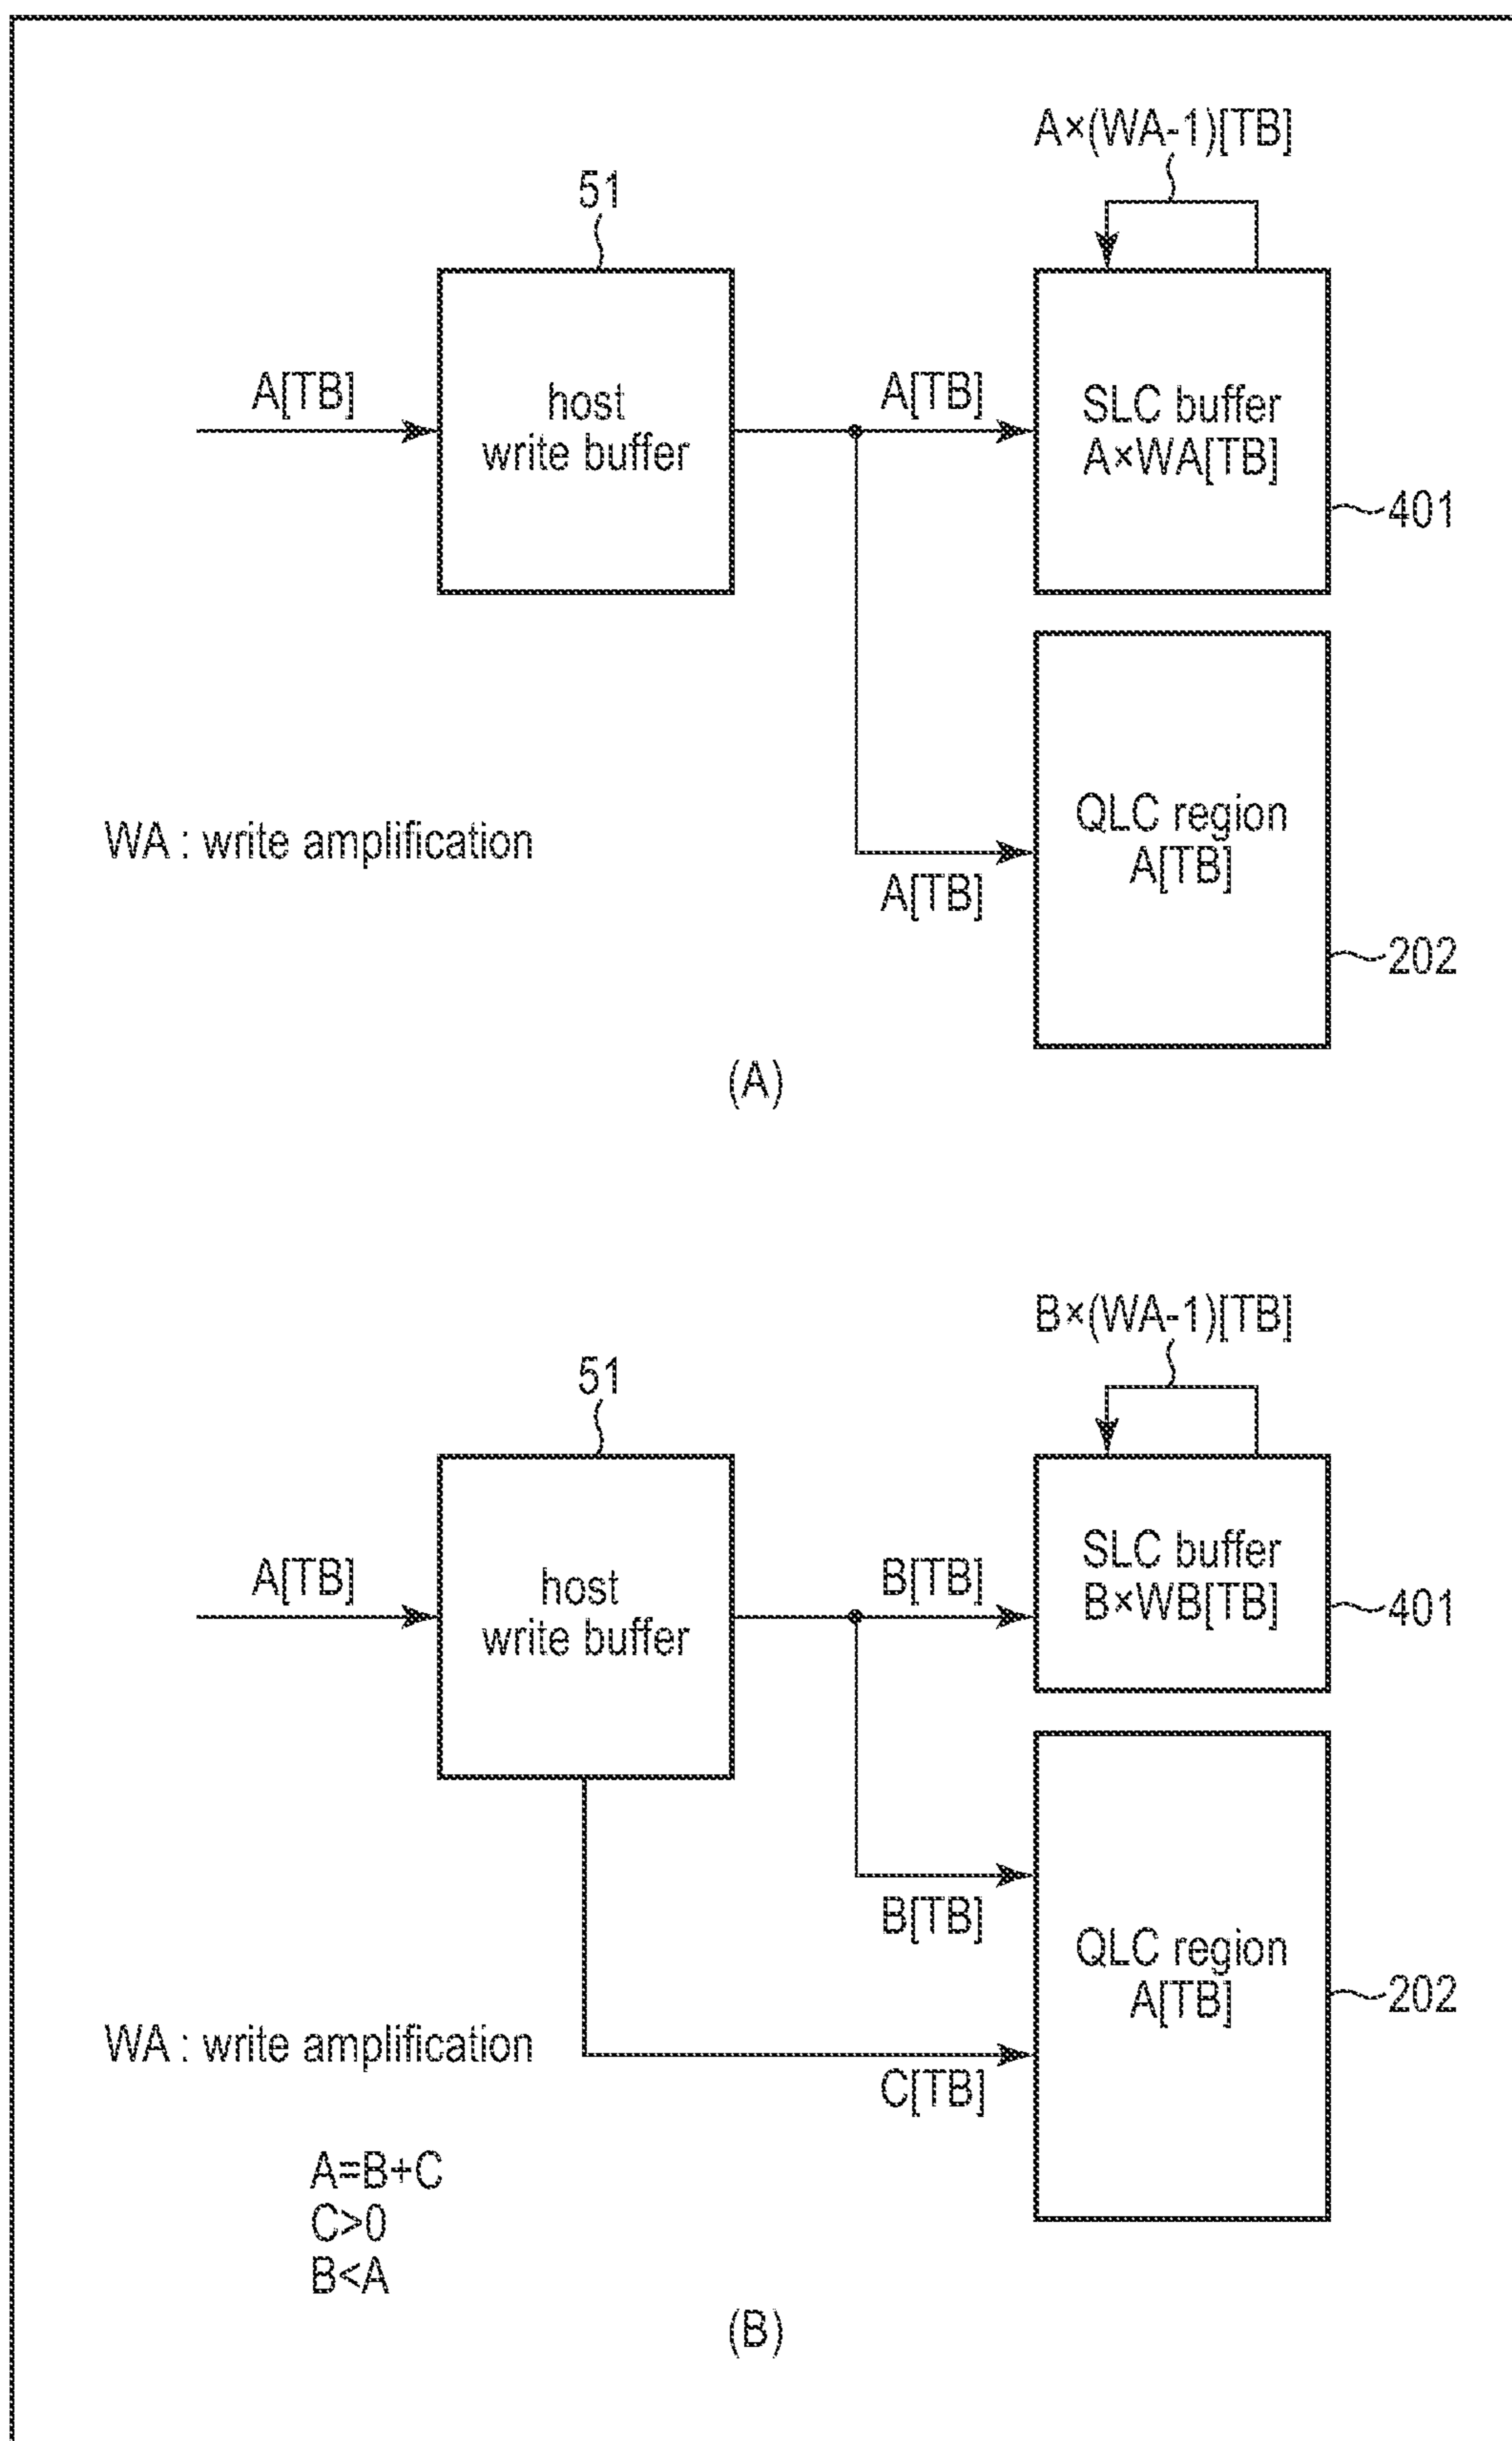 A×(WA-1)[TB]
51
A[TB]
host
write buffer
A[TB]
SLC buffer
A×WA[TB]
401
QLC region
A[TB]
WA : write amplification
A[TB]
202
(A)
B×(WA-1)[TB]
51
A[TB]
host
write buffer
B[TB]
SLC buffer
B×WB[TB]
401
B[TB]
QLC region
A[TB]
202
WA : write amplification
C[TB]
A=B+C
C>0
B<A
(B)